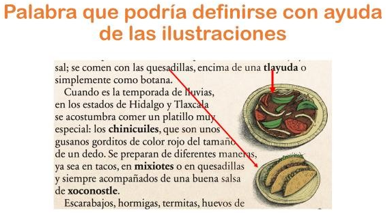 Palabra que podría definirse con ayuda
de las ilustraciones
sal; se comen con las quesadillas, encima de una tlayuda o
simplemente como botana.
Cuando es la temporada de lluvias,
en los estados de Hidalgo y Tlaxcala
se acostumbra comer un platillo muy
especial: los chinicuiles, que son unos
gusanos gorditos de color rojo del tamaño
de un dedo. Se preparan de diferentes maneras,
ya sea en tacos, en mixiotes o en quesadillas
y siempre acompañados de una buena salsa
de xoconostle.
Escarabajos, hormigas, termitas, huevos de